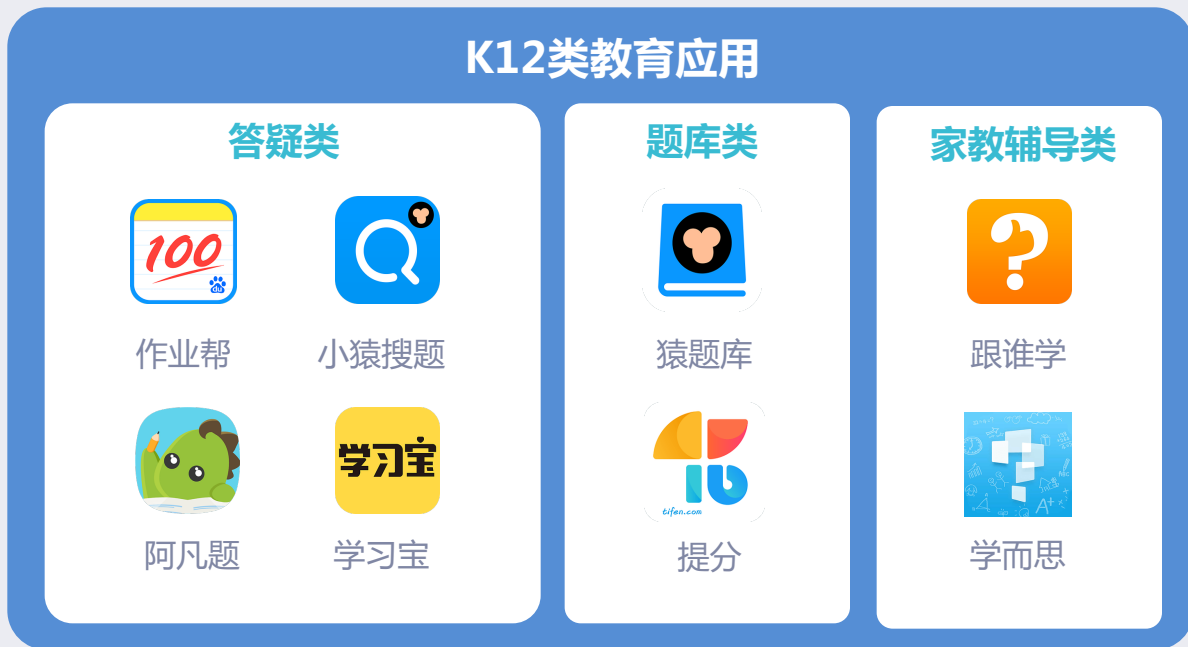 K12类教育应用
答疑类
100
du
作业帮
小猿搜题
阿凡题
学习宝
学习宝
题库类
猿题库
tifen.com
提分
家教辅导类
?
跟谁学
A+
学而思